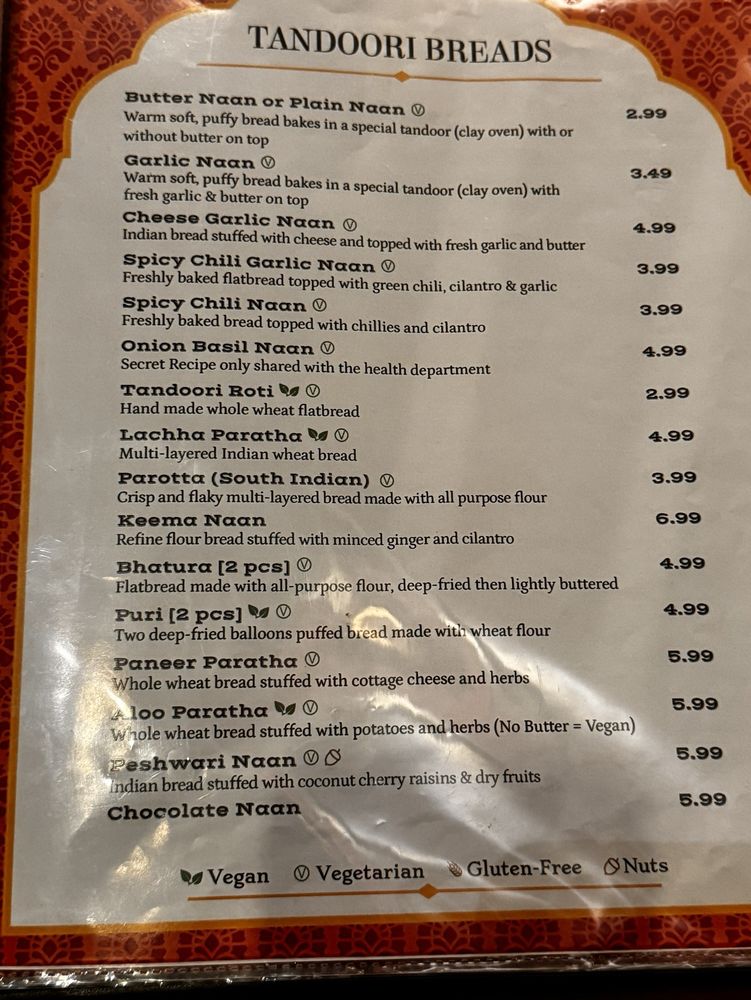 TANDOORI BREADS
Butter Naan or Plain Naan Ⓥ 2.99
Warm soft, puffy bread bakes in a special tandoor (clay oven) with or
without butter on top
Garlic Naan Ⓥ 3.49
Warm soft, puffy bread bakes in a special tandoor (clay oven) with
fresh garlic & butter on top
Cheese Garlic Naan Ⓥ 4.99
Indian bread stuffed with cheese and topped with fresh garlic and butter
Spicy Chili Garlic Naan Ⓥ 3.99
Freshly baked flatbread topped with green chili, cilantro & garlic
Spicy Chili Naan Ⓥ 3.99
Freshly baked bread topped with chillies and cilantro
Onion Basil Naan Ⓥ 4.99
Secret Recipe only shared with the health department
Tandoori Roti Ⓥ 2.99
Hand made whole wheat flatbread
Lachha Paratha Ⓥ 4.99
Multi-layered Indian wheat bread
Parotta (South Indian) Ⓥ 3.99
Crisp and flaky multi-layered bread made with all purpose flour
Keema Naan 6.99
Refine flour bread stuffed with minced ginger and cilantro
Bhatura [2 pcs] Ⓥ 4.99
Flatbread made with all-purpose flour, deep-fried then lightly buttered
Puri [2 pcs] Ⓥ 4.99
Two deep-fried balloons puffed bread made with wheat flour
Paneer Paratha Ⓥ 5.99
Whole wheat bread stuffed with cottage cheese and herbs
Aloo Paratha Ⓥ 5.99
Whole wheat bread stuffed with potatoes and herbs (No Butter = Vegan)
Peshwari Naan Ⓥ 5.99
Indian bread stuffed with coconut cherry raisins & dry fruits
Chocolate Naan 5.99
Vegan Ⓥ Vegetarian Gluten-Free Nuts